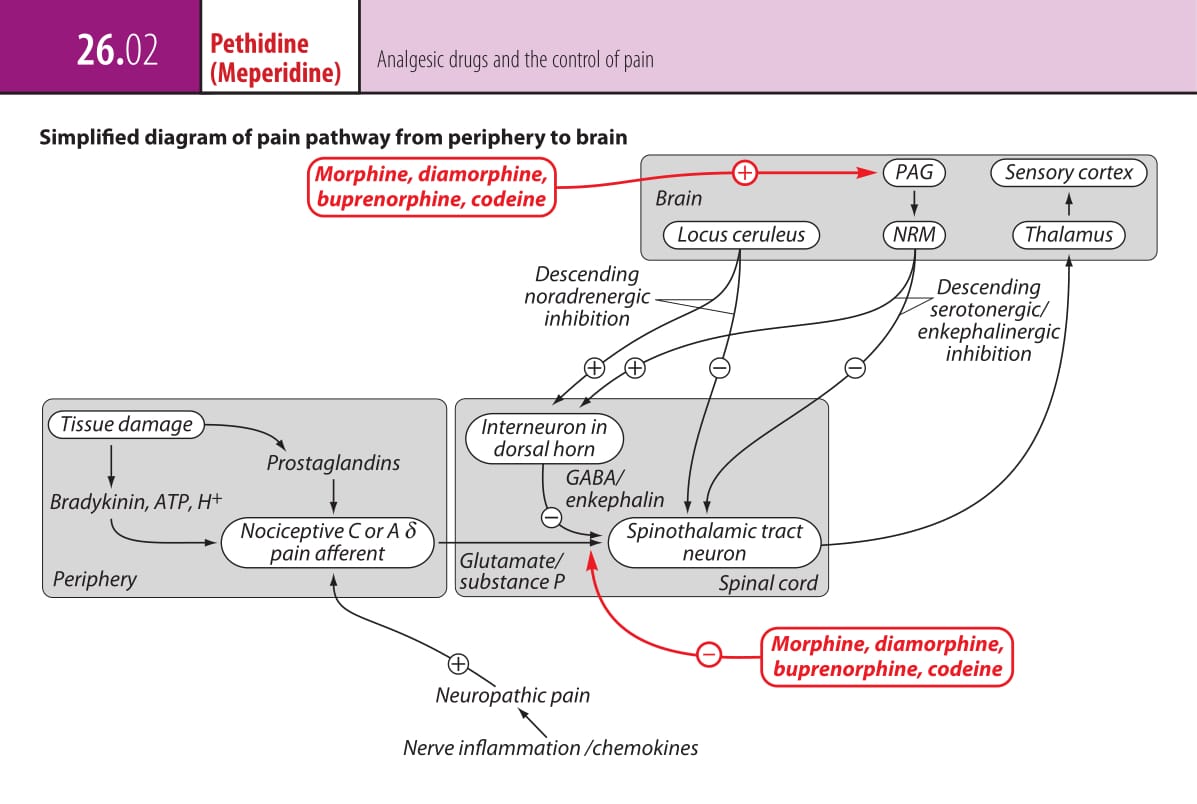 26.02
Pethidine
(Meperidine)
Analgesic drugs and the control of pain
Simplified diagram of pain pathway from periphery to brain
Morphine, diamorphine,
buprenorphine, codeine
+
PAG
Sensory cortex
Brain
Locus ceruleus
NRM
Thalamus
Descending
noradrenergic
inhibition
Descending
serotonergic/
enkephalinergic
inhibition
+
+
−
−
Tissue damage
Prostaglandins
Bradykinin, ATP, H+
Nociceptive C or A δ
pain afferent
Periphery
Interneuron in
dorsal horn
GABA/
enkephalin
−
Spinothalamic tract
neuron
Glutamate/
substance P
Spinal cord
−
Morphine, diamorphine,
buprenorphine, codeine
+
Neuropathic pain
Nerve inflammation/chemokines